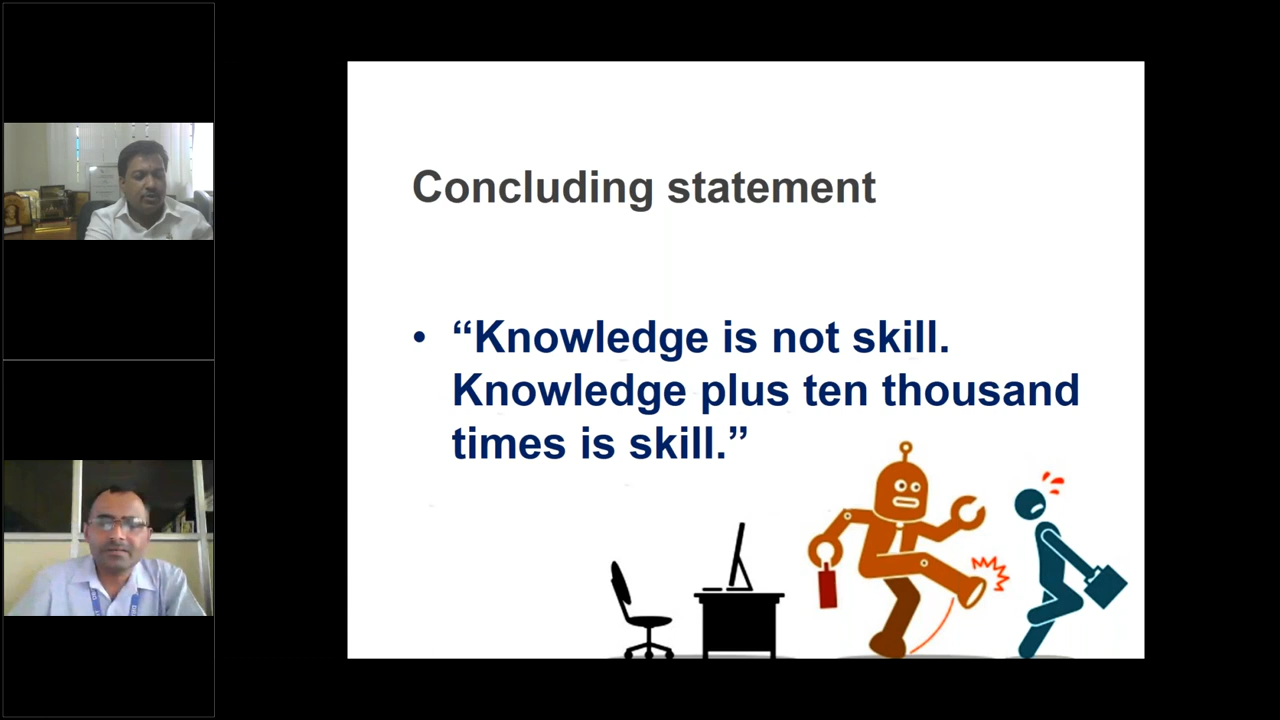 Concluding statement
• “Knowledge is not skill.
Knowledge plus ten thousand
times is skill.”